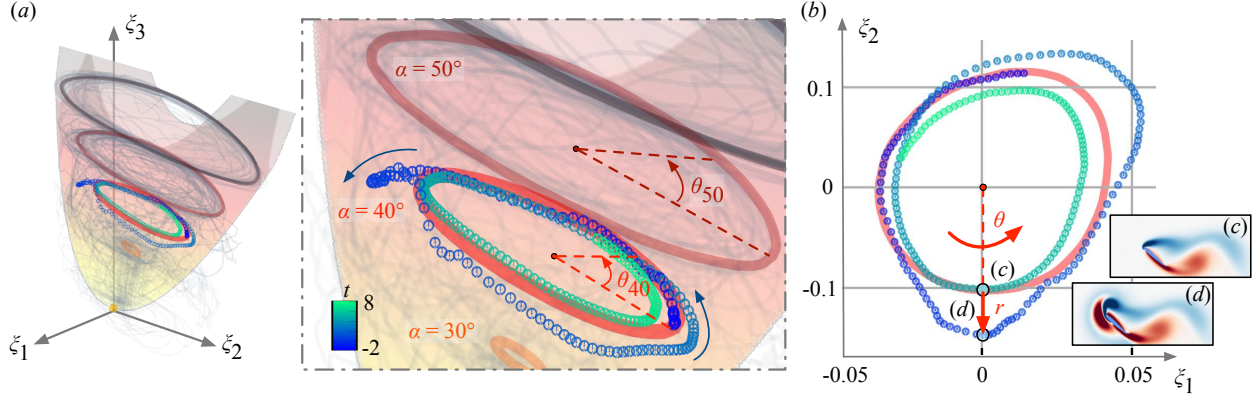 (a)
ξ3
ξ1
ξ2
α = 50°
θ50
α = 40°
θ40
t
8
-2
α = 30°
(b)
ξ2
0.1
0
-0.1
θ
(c)
(d)
r
(c)
(d)
-0.05
0
0.05
ξ1